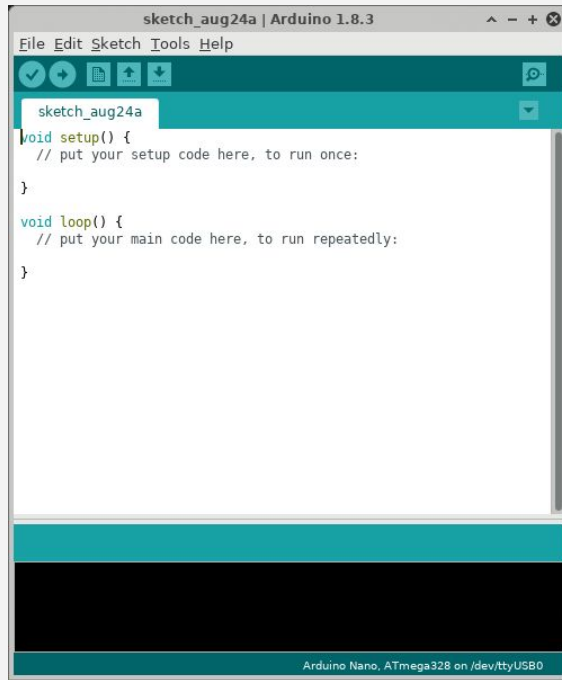 sketch_aug24a | Arduino 1.8.3
File Edit Sketch Tools Help
sketch_aug24a
void setup() {
  // put your setup code here, to run once:
}
void loop() {
  // put your main code here, to run repeatedly:
}
Arduino Nano, ATmega328 on /dev/ttyUSB0